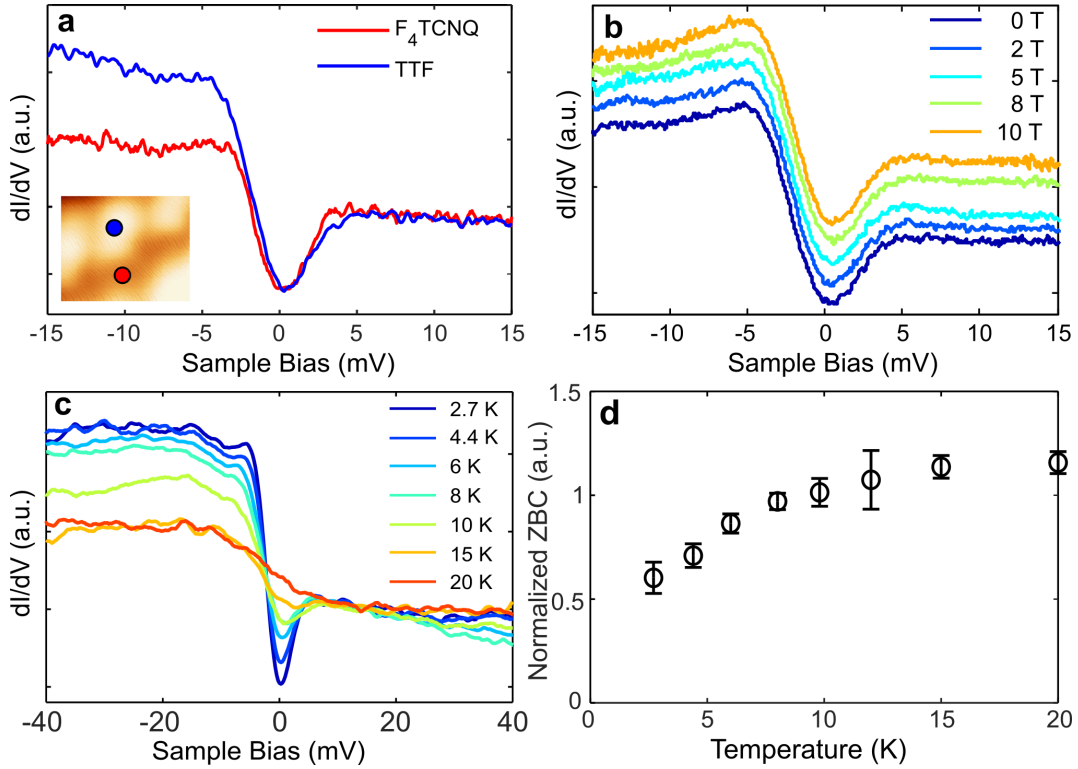 a
F4TCNQ
TTF
dI/dV (a.u.)
-15 -10 -5 0 5 10 15
Sample Bias (mV)
b
0 T
2 T
5 T
8 T
10 T
dI/dV (a.u.)
-15 -10 -5 0 5 10 15
Sample Bias (mV)
c
2.7 K
4.4 K
6 K
8 K
10 K
15 K
20 K
dI/dV (a.u.)
-40 -20 0 20 40
Sample Bias (mV)
d
1.5
1
0.5
0
Normalized ZBC (a.u.)
0 5 10 15 20
Temperature (K)